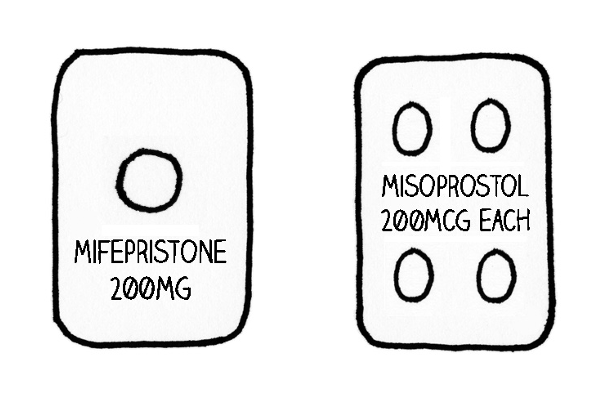 MIFEPRISTONE
200MG
MISOPROSTOL
200MCG EACH